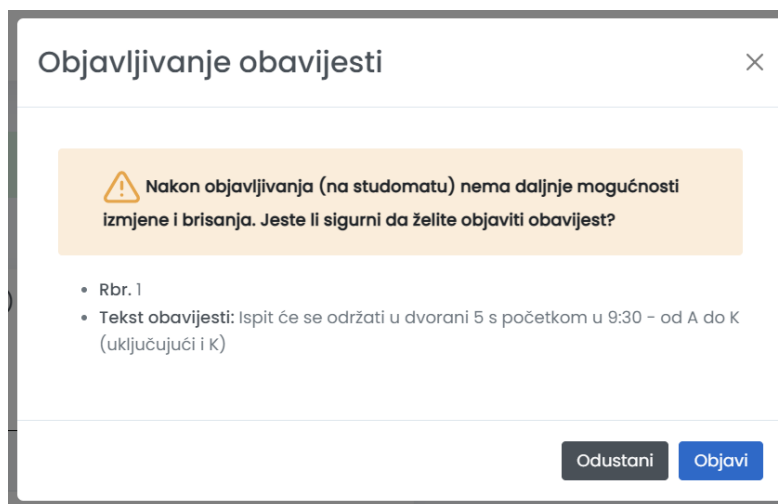 Objavljivanje obavijesti
Nakon objavljivanja (na studomatu) nema daljnje mogućnosti
izmjene i brisanja. Jeste li sigurni da želite objaviti obavijest?
Rbr. 1
Tekst obavijesti: Ispit će se održati u dvorani 5 s početkom u 9:30 - od A do K
(uključujući i K)
)
Odustani Objavi